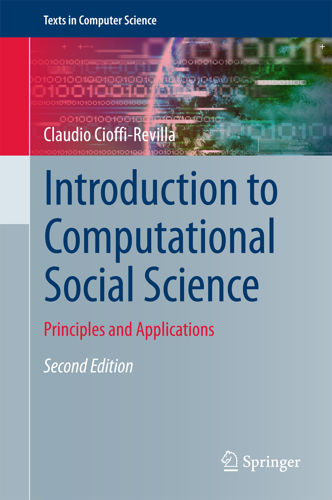 Texts in Computer Science
Claudio Cioffi-Revilla
Introduction to
Computational
Social Science
Principles and Applications
Second Edition
Springer